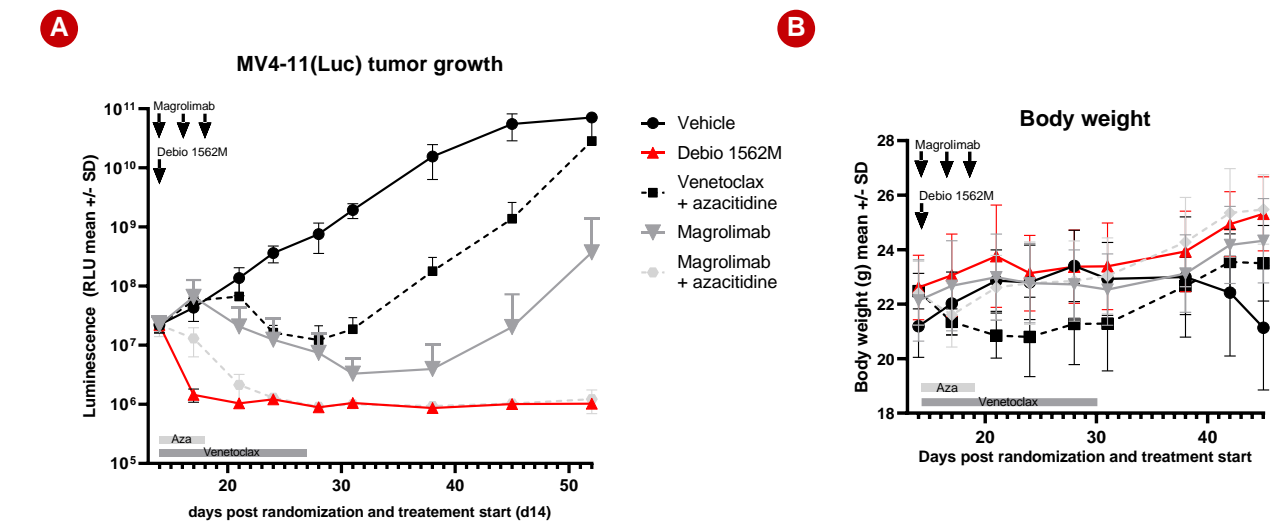 A
MV4-11(Luc) tumor growth
Luminescence (RLU mean +/- SD)
10¹¹
10¹⁰
10⁹
10⁸
10⁷
10⁶
10⁵
Magrolimab
Debio 1562M
Aza
Venetoclax
20
30
40
50
days post randomization and treatement start (d14)
Vehicle
Debio 1562M
Venetoclax
+ azacitidine
Magrolimab
Magrolimab
+ azacitidine
B
Body weight
Body weight (g) mean +/- SD
28
26
24
22
20
18
Magrolimab
Debio 1562M
Aza
Venetoclax
20
30
40
Days post randomization and treatment start